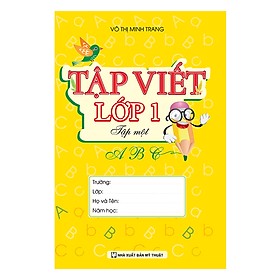 VÕ THỊ MINH TRANG
TẬP VIẾT
LỚP 1
Tập một
A B C
Trường:
Lớp:
Họ và Tên:
Năm học:
NHÀ XUẤT BẢN MỸ THUẬT